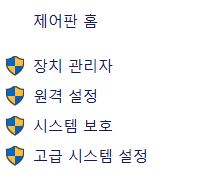 제어판 홈
장치 관리자
원격 설정
시스템 보호
고급 시스템 설정